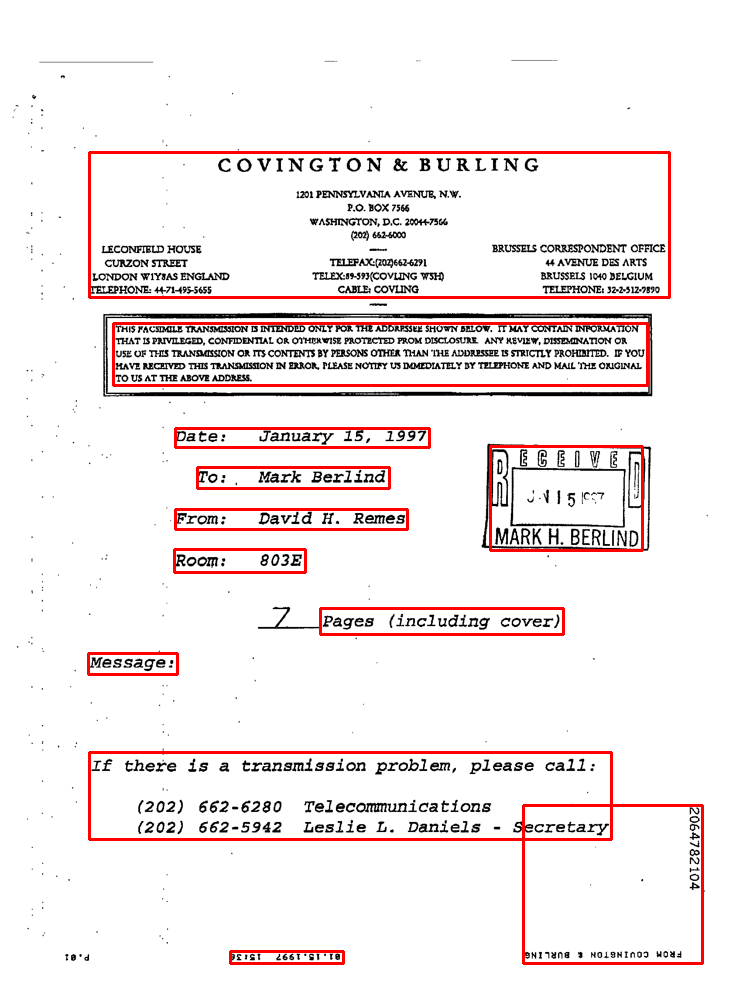 COVINGTON & BURLING
1201 PENNSYLVANIA AVENUE, N.W.
P.O. BOX 7566
WASHINGTON, D.C. 20044-7566
(202) 662-6000
LECONFIELD HOUSE
CURZON STREET
LONDON W1Y8AS ENGLAND
TELEPHONE: 44-71-495-5655
TELEFAX:(202)662-6291
TELEX:89-593(COVLING WSH)
CABLE: COVLING
BRUSSELS CORRESPONDENT OFFICE
44 AVENUE DES ARTS
BRUSSELS 1040 BELGIUM
TELEPHONE: 32-2-512-9890
THIS FACSIMILE TRANSMISSION IS INTENDED ONLY FOR THE ADDRESSEE SHOWN BELOW. IT MAY CONTAIN INFORMATION
THAT IS PRIVILEGED, CONFIDENTIAL OR OTHERWISE PROTECTED FROM DISCLOSURE. ANY REVIEW, DISSEMINATION OR
USE OF THIS TRANSMISSION OR ITS CONTENTS BY PERSONS OTHER THAN THE ADDRESSEE IS STRICTLY PROHIBITED. IF YOU
HAVE RECEIVED THIS TRANSMISSION IN ERROR, PLEASE NOTIFY US IMMEDIATELY BY TELEPHONE AND MAIL THE ORIGINAL
TO US AT THE ABOVE ADDRESS.
Date: January 15, 1997
To: Mark Berlind
From: David H. Remes
Room: 803E
RECEIVED
15 1997
MARK H. BERLIND
7 Pages (including cover)
Message:
If there is a transmission problem, please call:
(202) 662-6280 Telecommunications
(202) 662-5942 Leslie L. Daniels - Secretary
2064782104
FROM COVINGTON & BURLING
01.15.1997 15:36
P.01